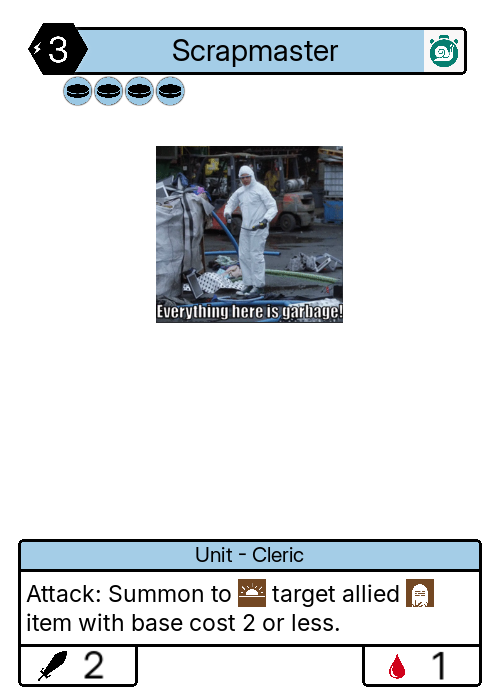 3
Scrapmaster
Everything here is garbage!
Unit - Cleric
Attack: Summon to target allied
item with base cost 2 or less.
2
1